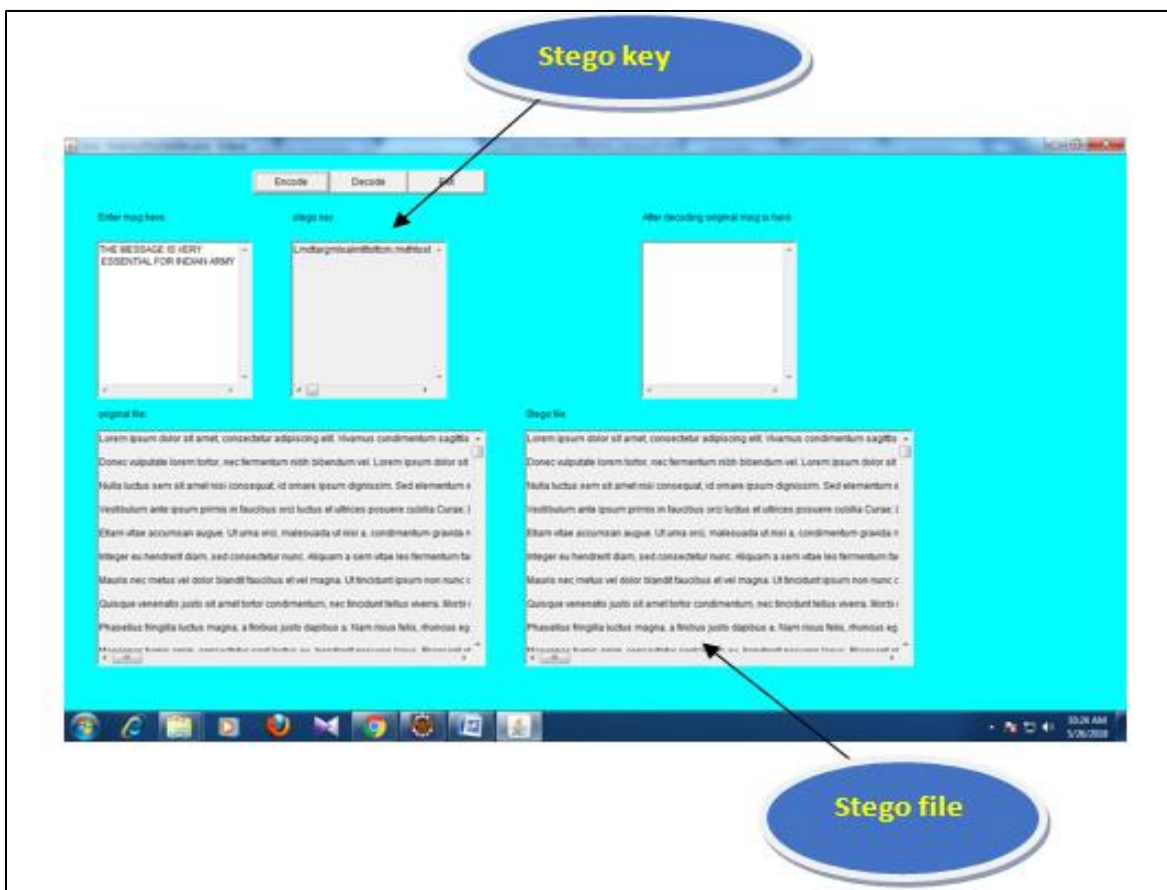 Stego key
Encode Decode Exit
Enter msg here: stego key After decoding original msg is here
THE MESSAGE IS VERY
ESSENTIAL FOR INDIAN ARMY
original file: Stego file
Lorem ipsum dolor sit amet, consectetur adipiscing elit. Vivamus condimentum sagittis
Lorem ipsum dolor sit amet, consectetur adipiscing elit. Vivamus condimentum sagittis
Donec vulputate lorem tortor, nec fermentum nibh bibendum vel. Lorem ipsum dolor sit
Donec vulputate lorem tortor, nec fermentum nibh bibendum vel. Lorem ipsum dolor sit
Nulla luctus sem sit amet nisi consequat, id ornare ipsum dignissim. Sed elementum
Nulla luctus sem sit amet nisi consequat, id ornare ipsum dignissim. Sed elementum
Vestibulum ante ipsum primis in faucibus orci luctus et ultrices posuere cubilia Curae;
Vestibulum ante ipsum primis in faucibus orci luctus et ultrices posuere cubilia Curae;
Etiam vitae accumsan augue. Ut urna orci, malesuada ut nisi a, condimentum gravida
Etiam vitae accumsan augue. Ut urna orci, malesuada ut nisi a, condimentum gravida
Integer eu hendrerit diam, sed consectetur nunc. Aliquam a sem vitae leo fermentum
Integer eu hendrerit diam, sed consectetur nunc. Aliquam a sem vitae leo fermentum
Mauris nec metus vel dolor blandit faucibus et vel magna. Ut tincidunt ipsum non nunc
Mauris nec metus vel dolor blandit faucibus et vel magna. Ut tincidunt ipsum non nunc
Quisque venenatis justo sit amet tortor condimentum, nec tincidunt tellus viverra. Morbi
Quisque venenatis justo sit amet tortor condimentum, nec tincidunt tellus viverra. Morbi
Phasellus fringilla luctus magna, a finibus justo dapibus a. Nam risus felis, rhoncus eg
Phasellus fringilla luctus magna, a finibus justo dapibus a. Nam risus felis, rhoncus eg
10:26 AM
5/26/2018
Stego file